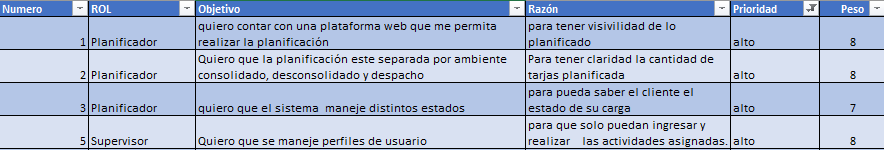 Numero ROL Objetivo Razón Prioridad Peso
quiero contar con una plataforma web que me permita para tener visivilidad de lo
1 Planificador realizar la planificación planificado alto 8
Quiero que la planificación este separada por ambiente Para tener claridad la cantidad de
2 Planificador consolidado, desconsolidado y despacho tarjas planificada alto 8
para pueda saber el cliente el
3 Planificador quiero que el sistema maneje distintos estados estado de su carga alto 7
para que solo puedan ingresar y
5 Supervisor Quiero que se maneje perfiles de usuario realizar las actividades asignadas. alto 8